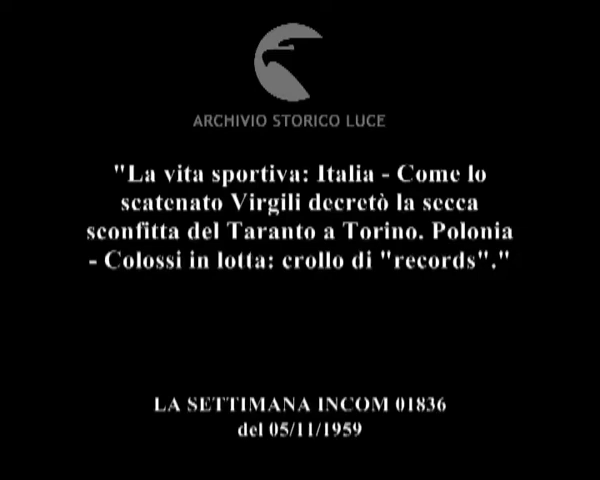 ARCHIVIO STORICO LUCE
"La vita sportiva: Italia - Come lo
scatenato Virgili decretò la secca
sconfitta del Taranto a Torino. Polonia
- Colossi in lotta: crollo di "records"."
LA SETTIMANA INCOM 01836
del 05/11/1959